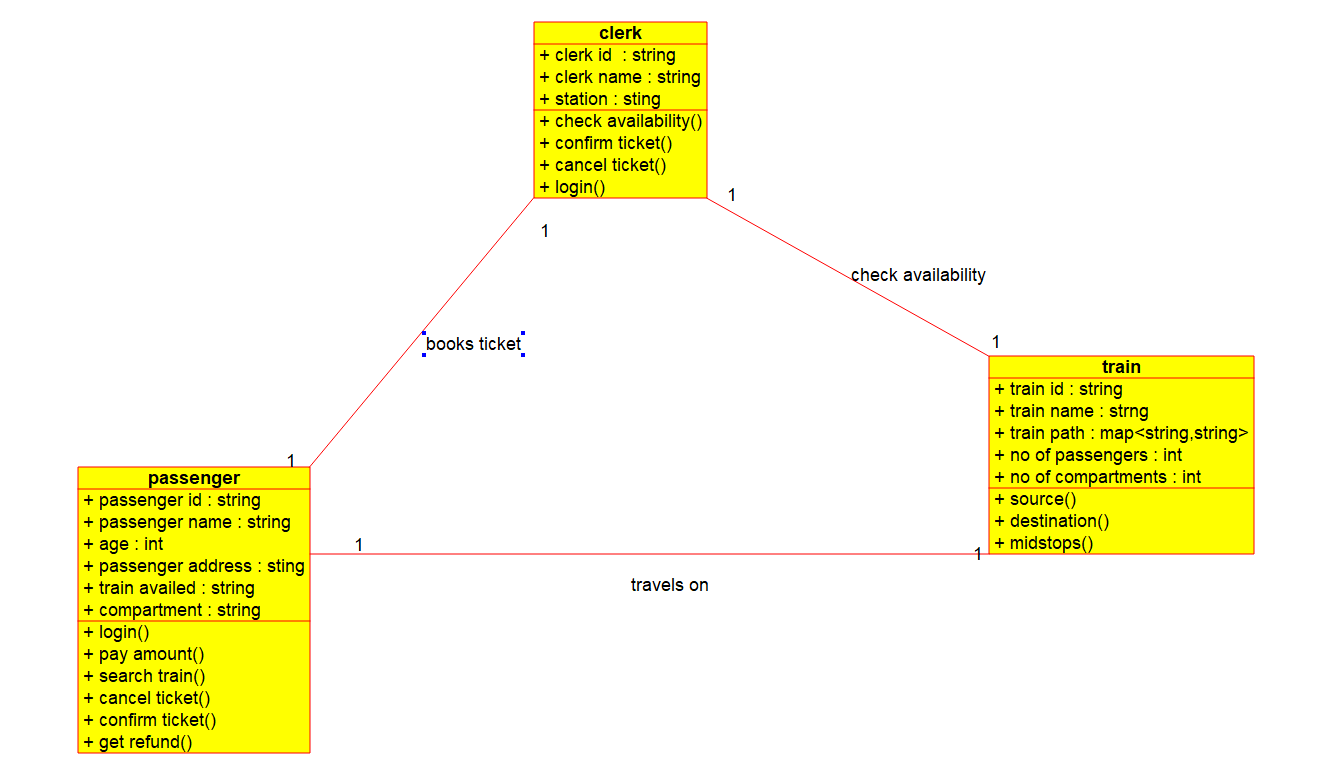 clerk
+ clerk id : string
+ clerk name : string
+ station : sting
+ check availability()
+ confirm ticket()
+ cancel ticket()
+ login()
1
1
check availability
books ticket
1
train
+ train id : string
+ train name : strng
+ train path : map<string,string>
+ no of passengers : int
+ no of compartments : int
+ source()
+ destination()
+ midstops()
1
passenger
+ passenger id : string
+ passenger name : string
+ age : int
+ passenger address : sting
+ train availed : string
+ compartment : string
+ login()
+ pay amount()
+ search train()
+ cancel ticket()
+ confirm ticket()
+ get refund()
1
1
travels on